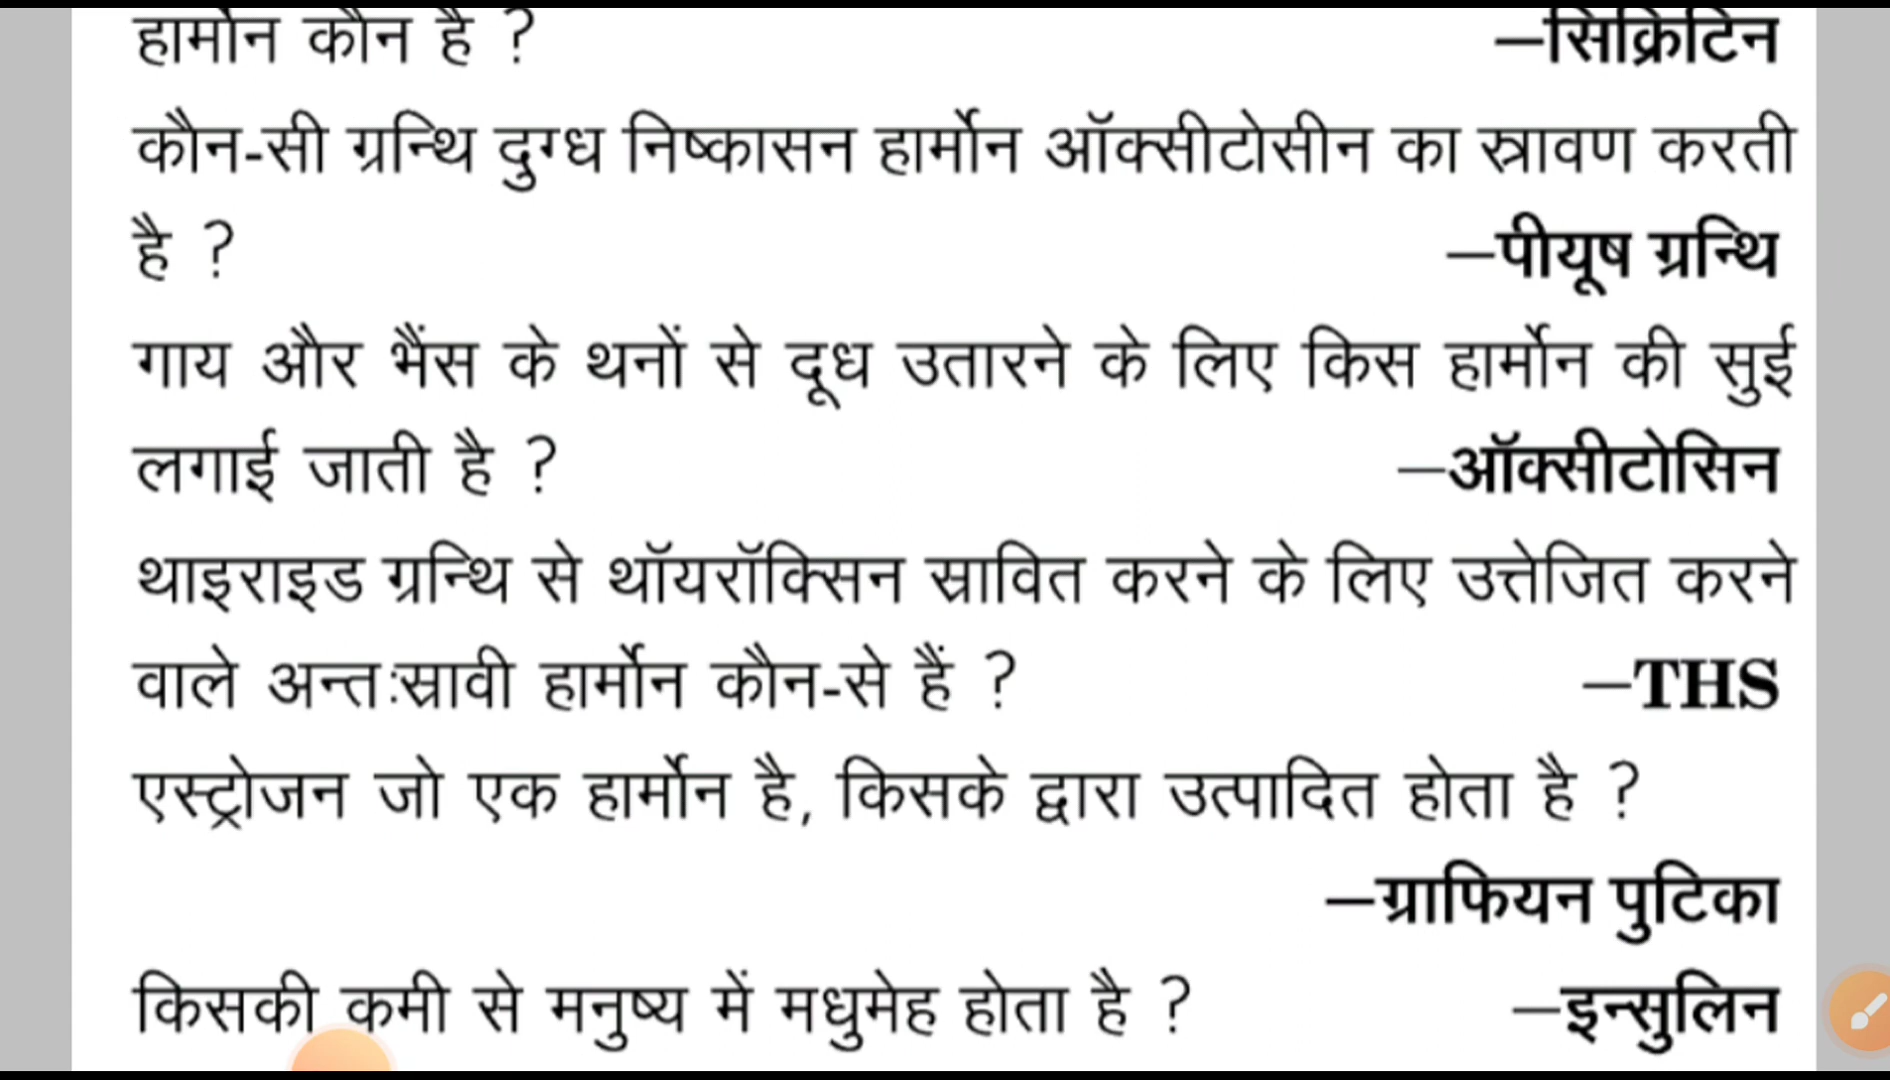 हार्मोन कौन है ? —सिक्रिटिन
कौन-सी ग्रन्थि दुग्ध निष्कासन हार्मोन ऑक्सीटोसीन का स्रावण करती
है ? —पीयूष ग्रन्थि
गाय और भैंस के थनों से दूध उतारने के लिए किस हार्मोन की सुई
लगाई जाती है ? —ऑक्सीटोसिन
थाइराइड ग्रन्थि से थॉयरॉक्सिन स्रावित करने के लिए उत्तेजित करने
वाले अन्तःस्रावी हार्मोन कौन-से हैं ? —THS
एस्ट्रोजन जो एक हार्मोन है, किसके द्वारा उत्पादित होता है ?
—ग्राफियन पुटिका
किसकी कमी से मनुष्य में मधुमेह होता है ? —इन्सुलिन